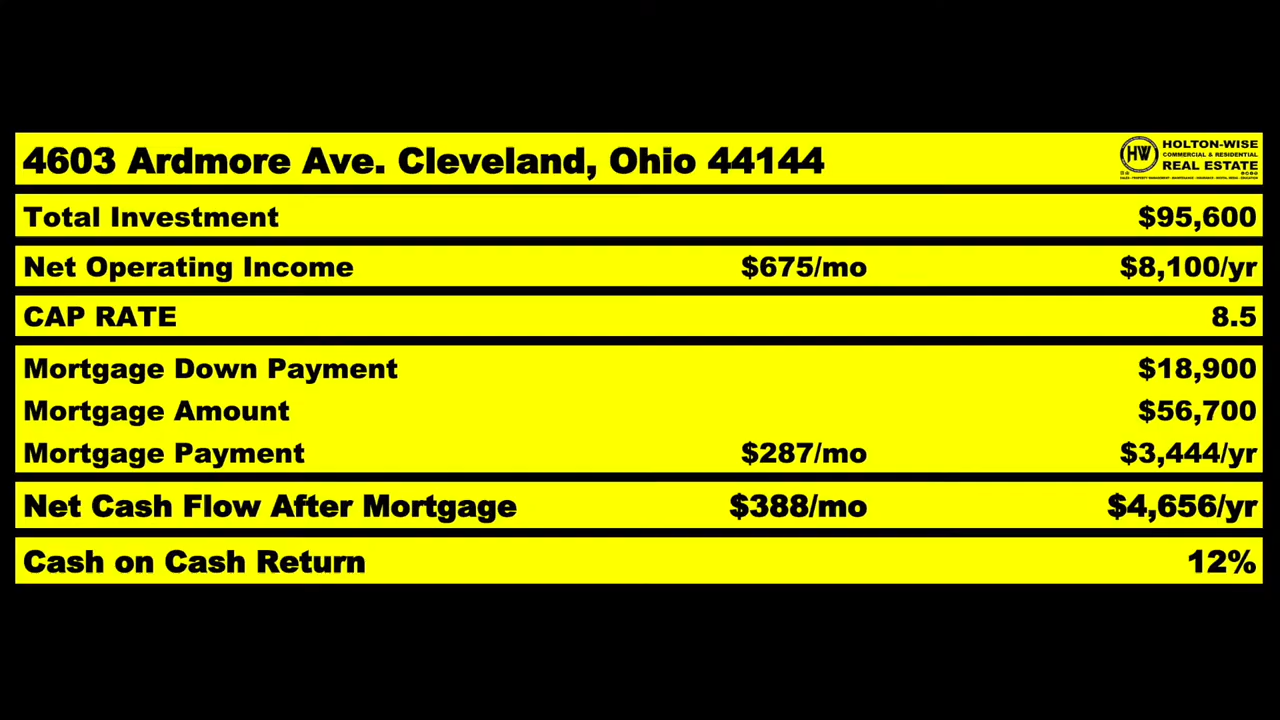 4603 Ardmore Ave. Cleveland, Ohio 44144
HW
HOLTON-WISE
COMMERCIAL & RESIDENTIAL
REAL ESTATE
Total Investment $95,600
Net Operating Income $675/mo $8,100/yr
CAP RATE 8.5
Mortgage Down Payment $18,900
Mortgage Amount $56,700
Mortgage Payment $287/mo $3,444/yr
Net Cash Flow After Mortgage $388/mo $4,656/yr
Cash on Cash Return 12%